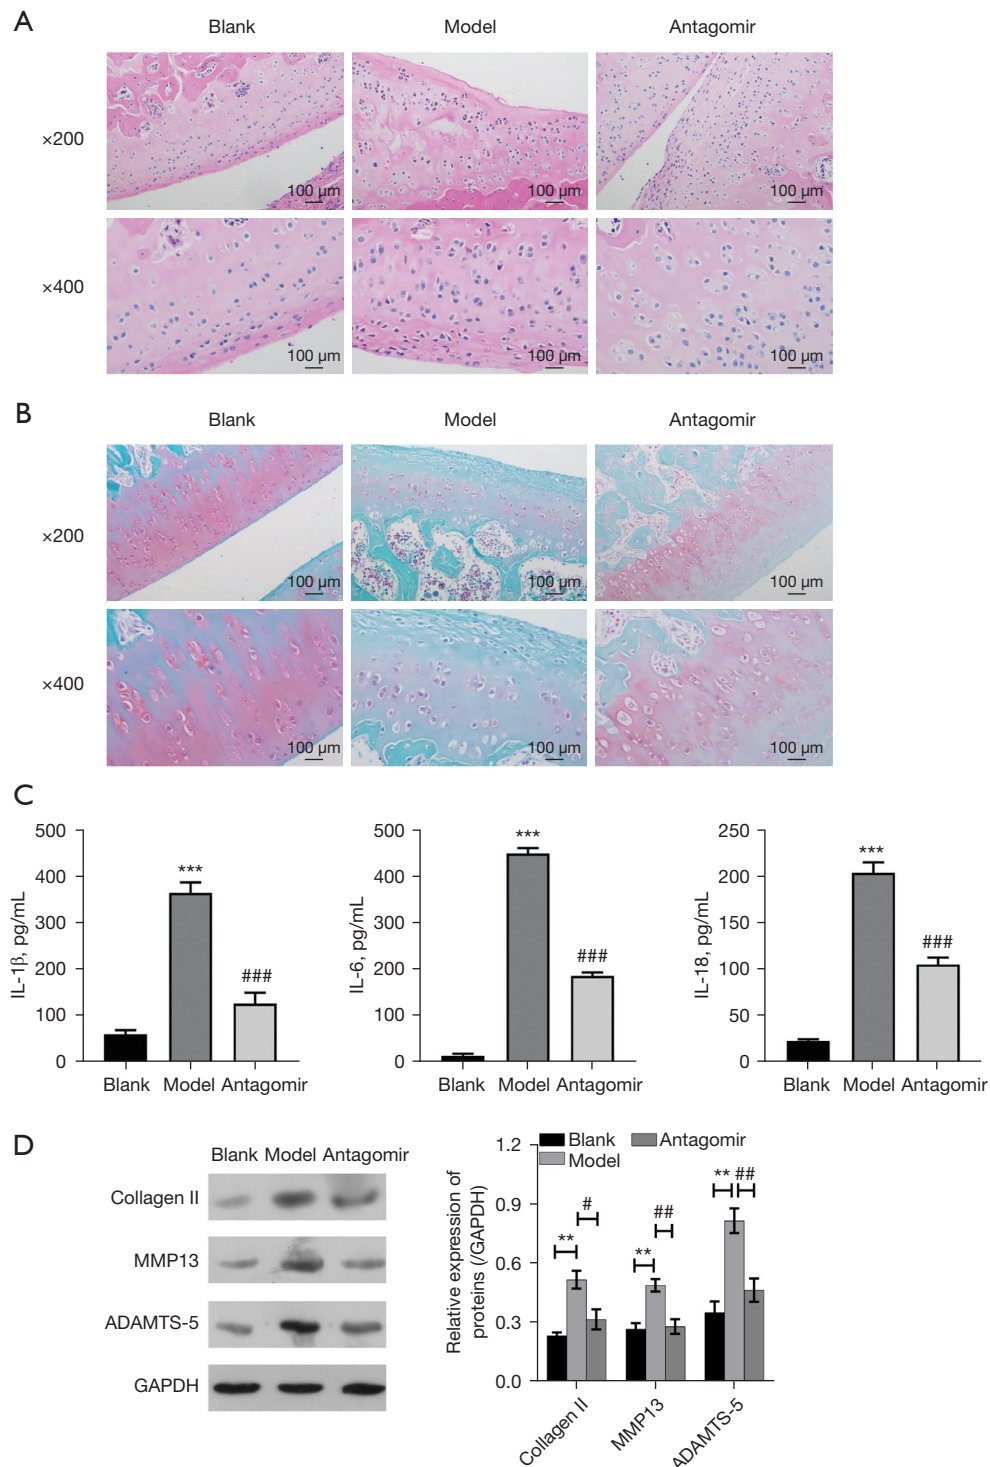 A
Blank Model Antagomir
×200
100 µm 100 µm 100 µm
×400
100 µm 100 µm 100 µm
B
Blank Model Antagomir
×200
100 µm 100 µm 100 µm
×400
100 µm 100 µm 100 µm
C
IL-1β, pg/mL
500
400
300
200
100
0
***
###
Blank Model Antagomir
IL-6, pg/mL
500
400
300
200
100
0
***
###
Blank Model Antagomir
IL-18, pg/mL
250
200
150
100
50
0
***
###
Blank Model Antagomir
D
Blank Model Antagomir
Collagen II
MMP13
ADAMTS-5
GAPDH
Relative expression of
proteins (/GAPDH)
1.2
0.9
0.6
0.3
0.0
Blank Antagomir
Model
** #
** ##
** ##
Collagen II
MMP13
ADAMTS-5